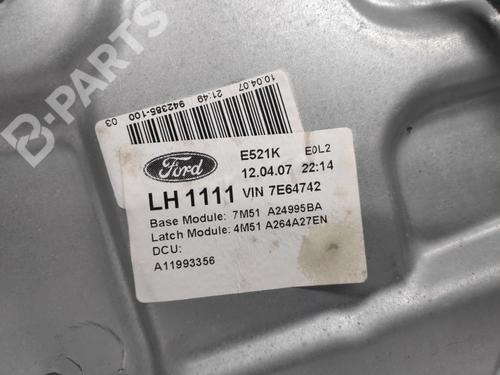 B-PARTS
10.04.07
21:49
942385-100
03
Ford
E521K E0L2
12.04.07 22:14
LH 1111 VIN 7E64742
Base Module: 7M51 A24995BA
Latch Module: 4M51 A264A27EN
DCU:
A11993356